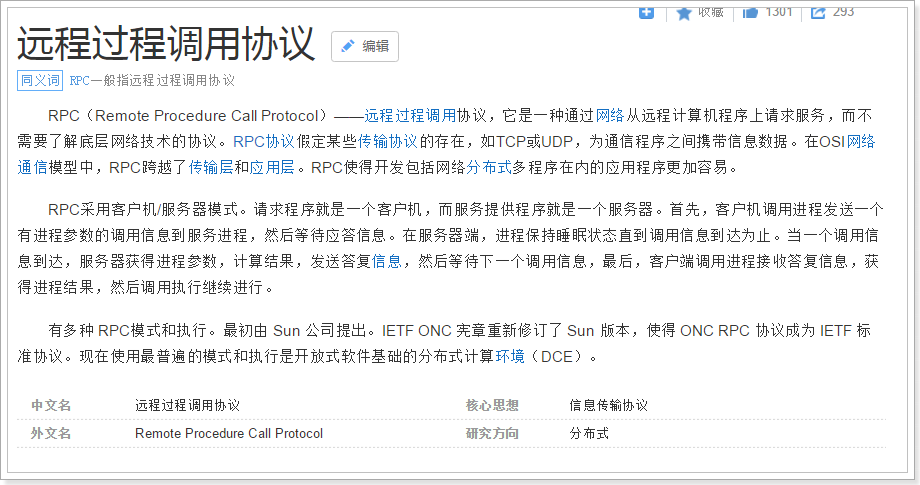 收藏 1301 293
远程过程调用协议 编辑
同义词 RPC一般指远程过程调用协议
RPC（Remote Procedure Call Protocol）——远程过程调用协议，它是一种通过网络从远程计算机程序上请求服务，而不
需要了解底层网络技术的协议。RPC协议假定某些传输协议的存在，如TCP或UDP，为通信程序之间携带信息数据。在OSI网络
通信模型中，RPC跨越了传输层和应用层。RPC使得开发包括网络分布式多程序在内的应用程序更加容易。
RPC采用客户机/服务器模式。请求程序就是一个客户机，而服务提供程序就是一个服务器。首先，客户机调用进程发送一个
有进程参数的调用信息到服务进程，然后等待应答信息。在服务器端，进程保持睡眠状态直到调用信息到达为止。当一个调用信
息到达，服务器获得进程参数，计算结果，发送答复信息，然后等待下一个调用信息，最后，客户端调用进程接收答复信息，获
得进程结果，然后调用执行继续进行。
有多种 RPC模式和执行。最初由 Sun 公司提出。IETF ONC 宪章重新修订了 Sun 版本，使得 ONC RPC 协议成为 IETF 标
准协议。现在使用最普遍的模式和执行是开放式软件基础的分布式计算环境（DCE）。
中文名 远程过程调用协议 核心思想 信息传输协议
外文名 Remote Procedure Call Protocol 研究方向 分布式